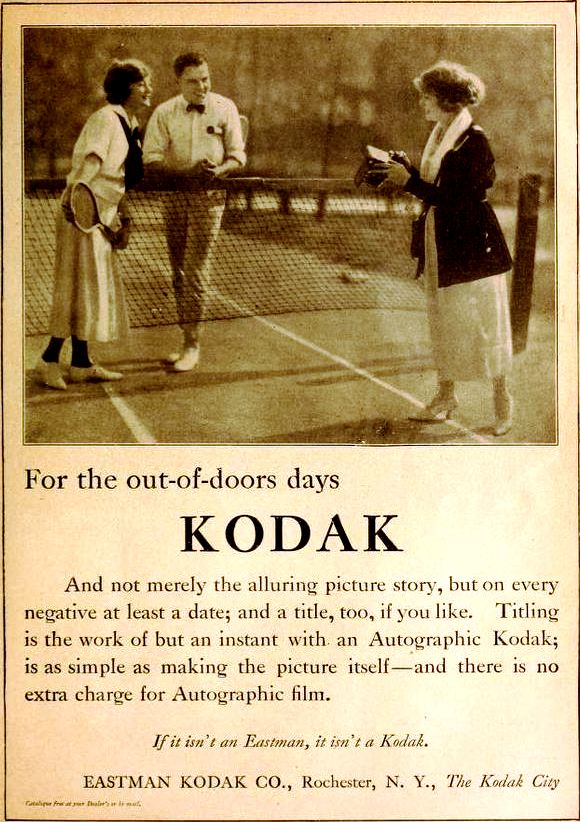 For the out-of-doors days
KODAK
And not merely the alluring picture story, but on every
negative at least a date; and a title, too, if you like. Titling
is the work of but an instant with an Autographic Kodak;
is as simple as making the picture itself—and there is no
extra charge for Autographic film.
If it isn't an Eastman, it isn't a Kodak.
EASTMAN KODAK CO., Rochester, N. Y., The Kodak City
Catalogue free at your Dealer's or by mail.